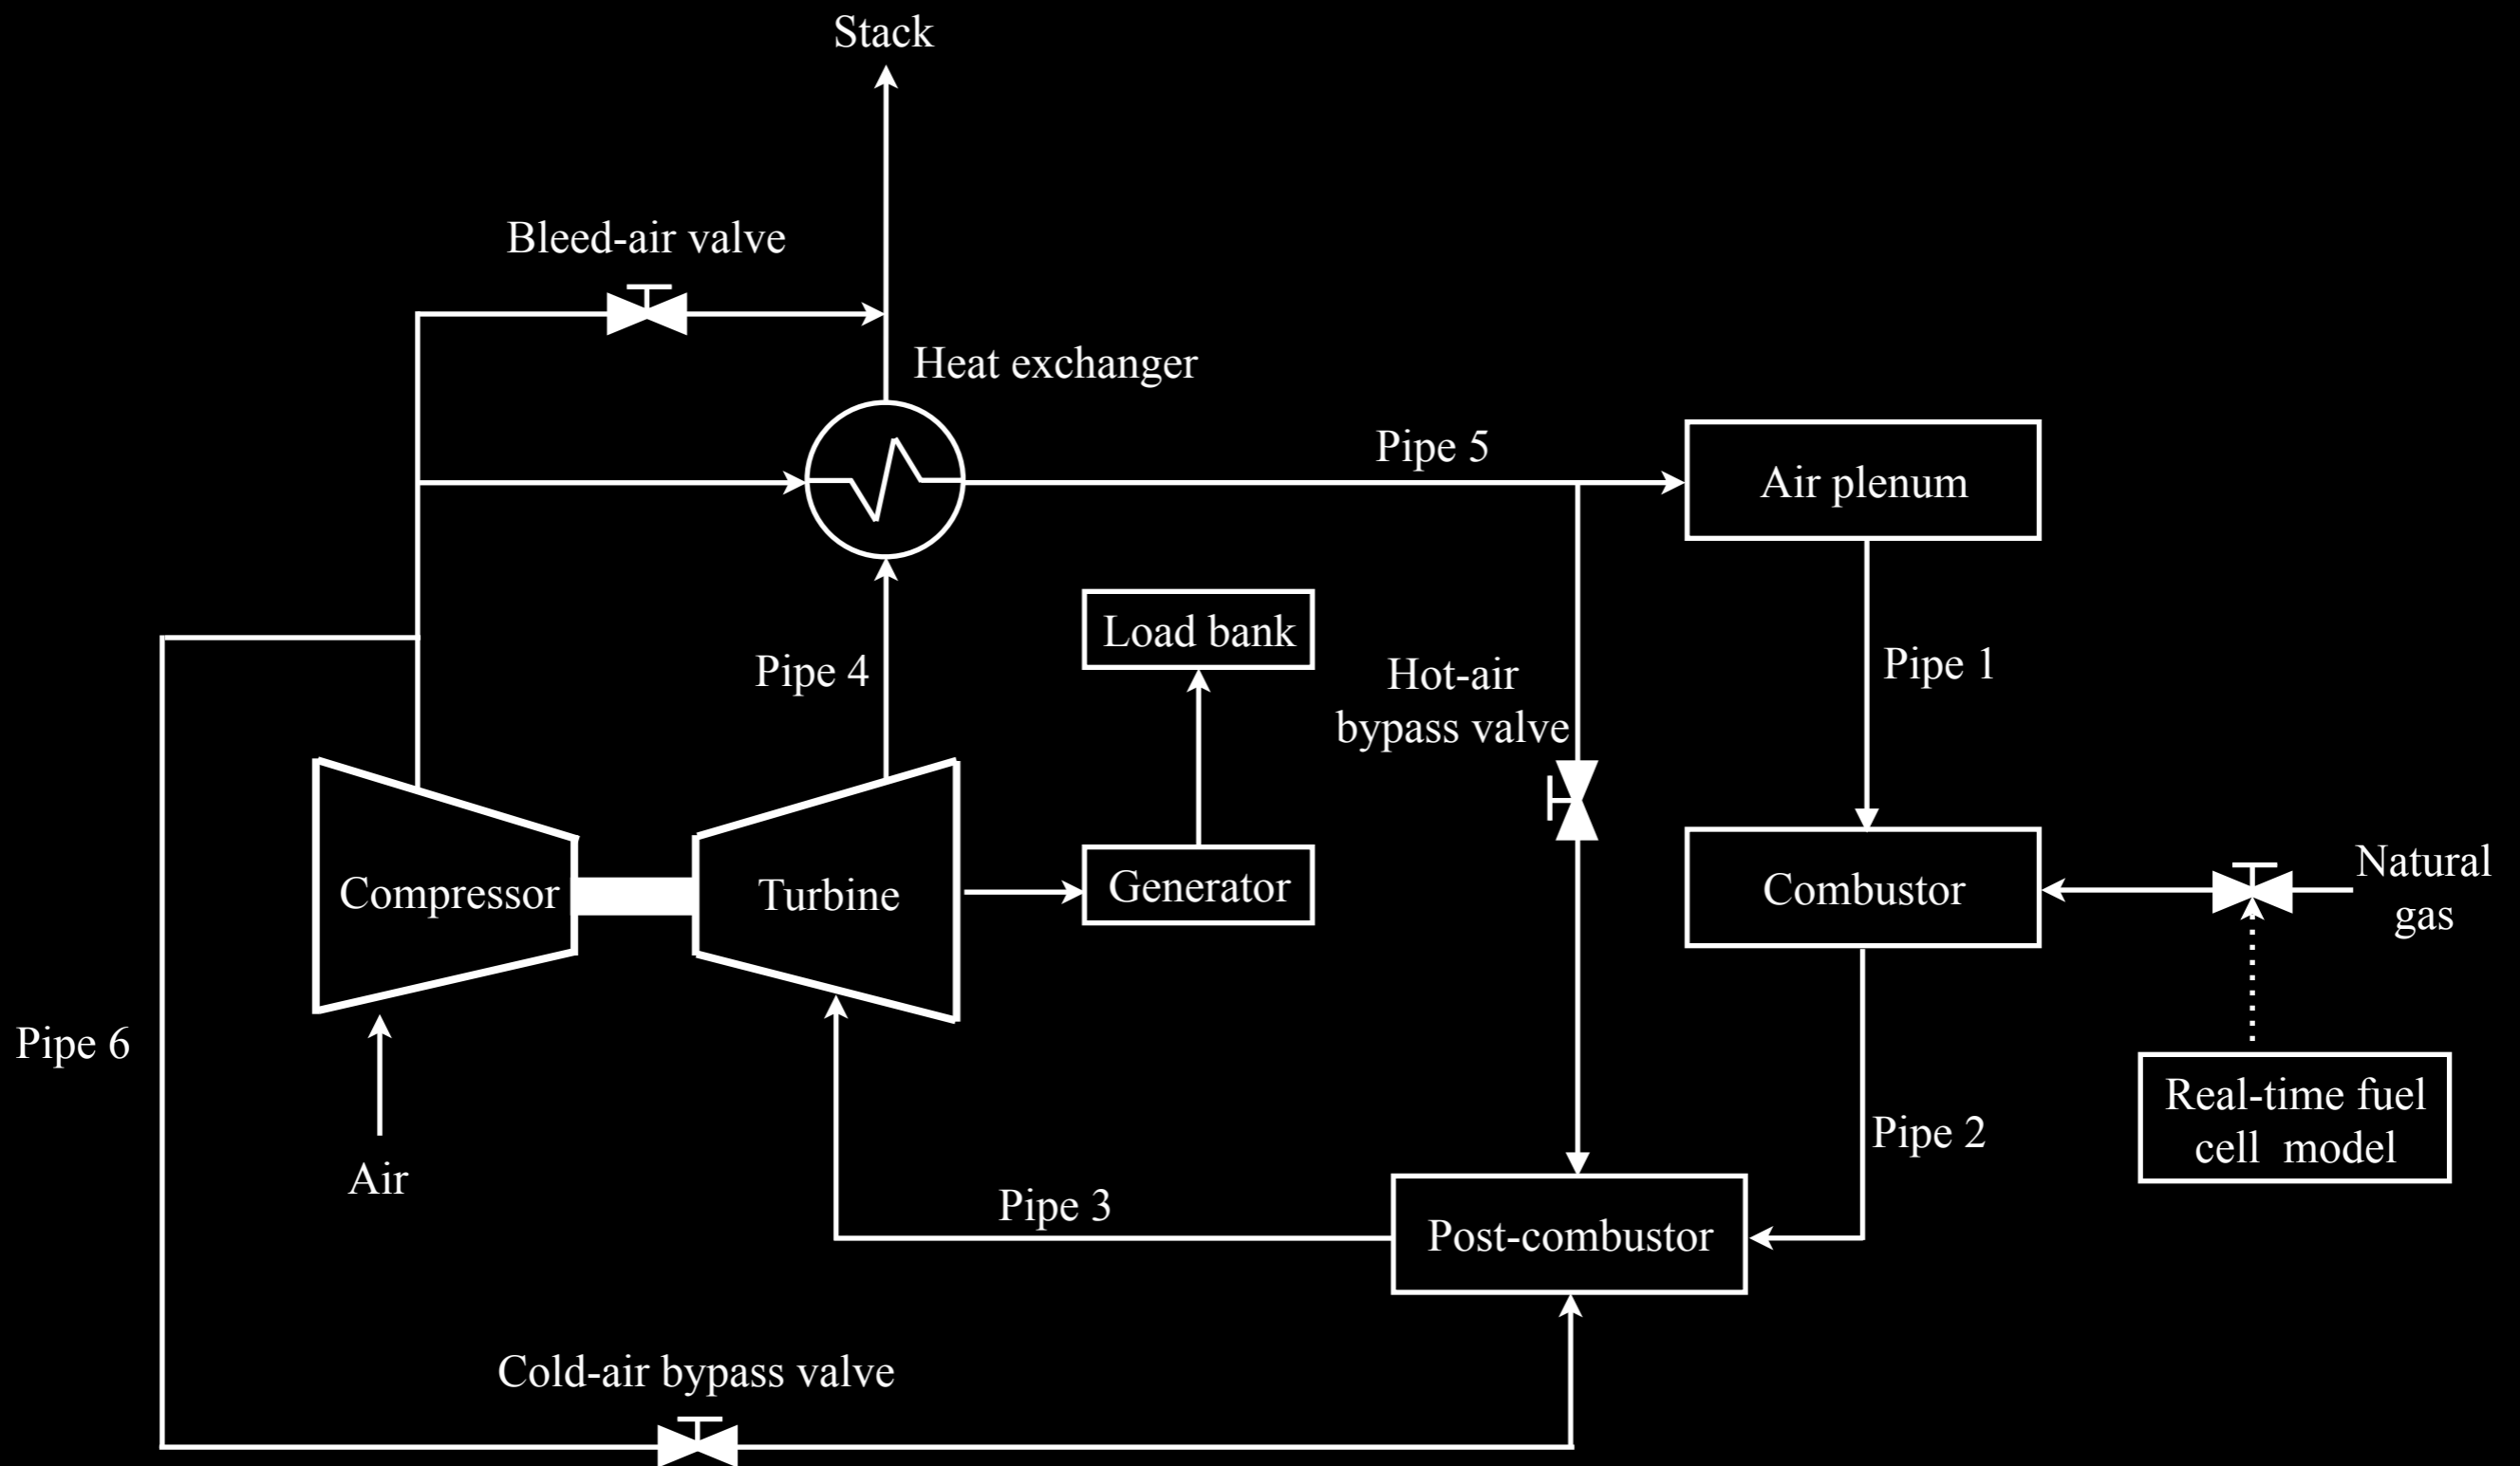 Stack
Bleed-air valve
Heat exchanger
Pipe 5
Air plenum
Load bank
Pipe 4
Hot-air
bypass valve
Pipe 1
Compressor
Turbine
Generator
Combustor
Natural
gas
Pipe 6
Air
Pipe 2
Real-time fuel
cell model
Pipe 3
Post-combustor
Cold-air bypass valve